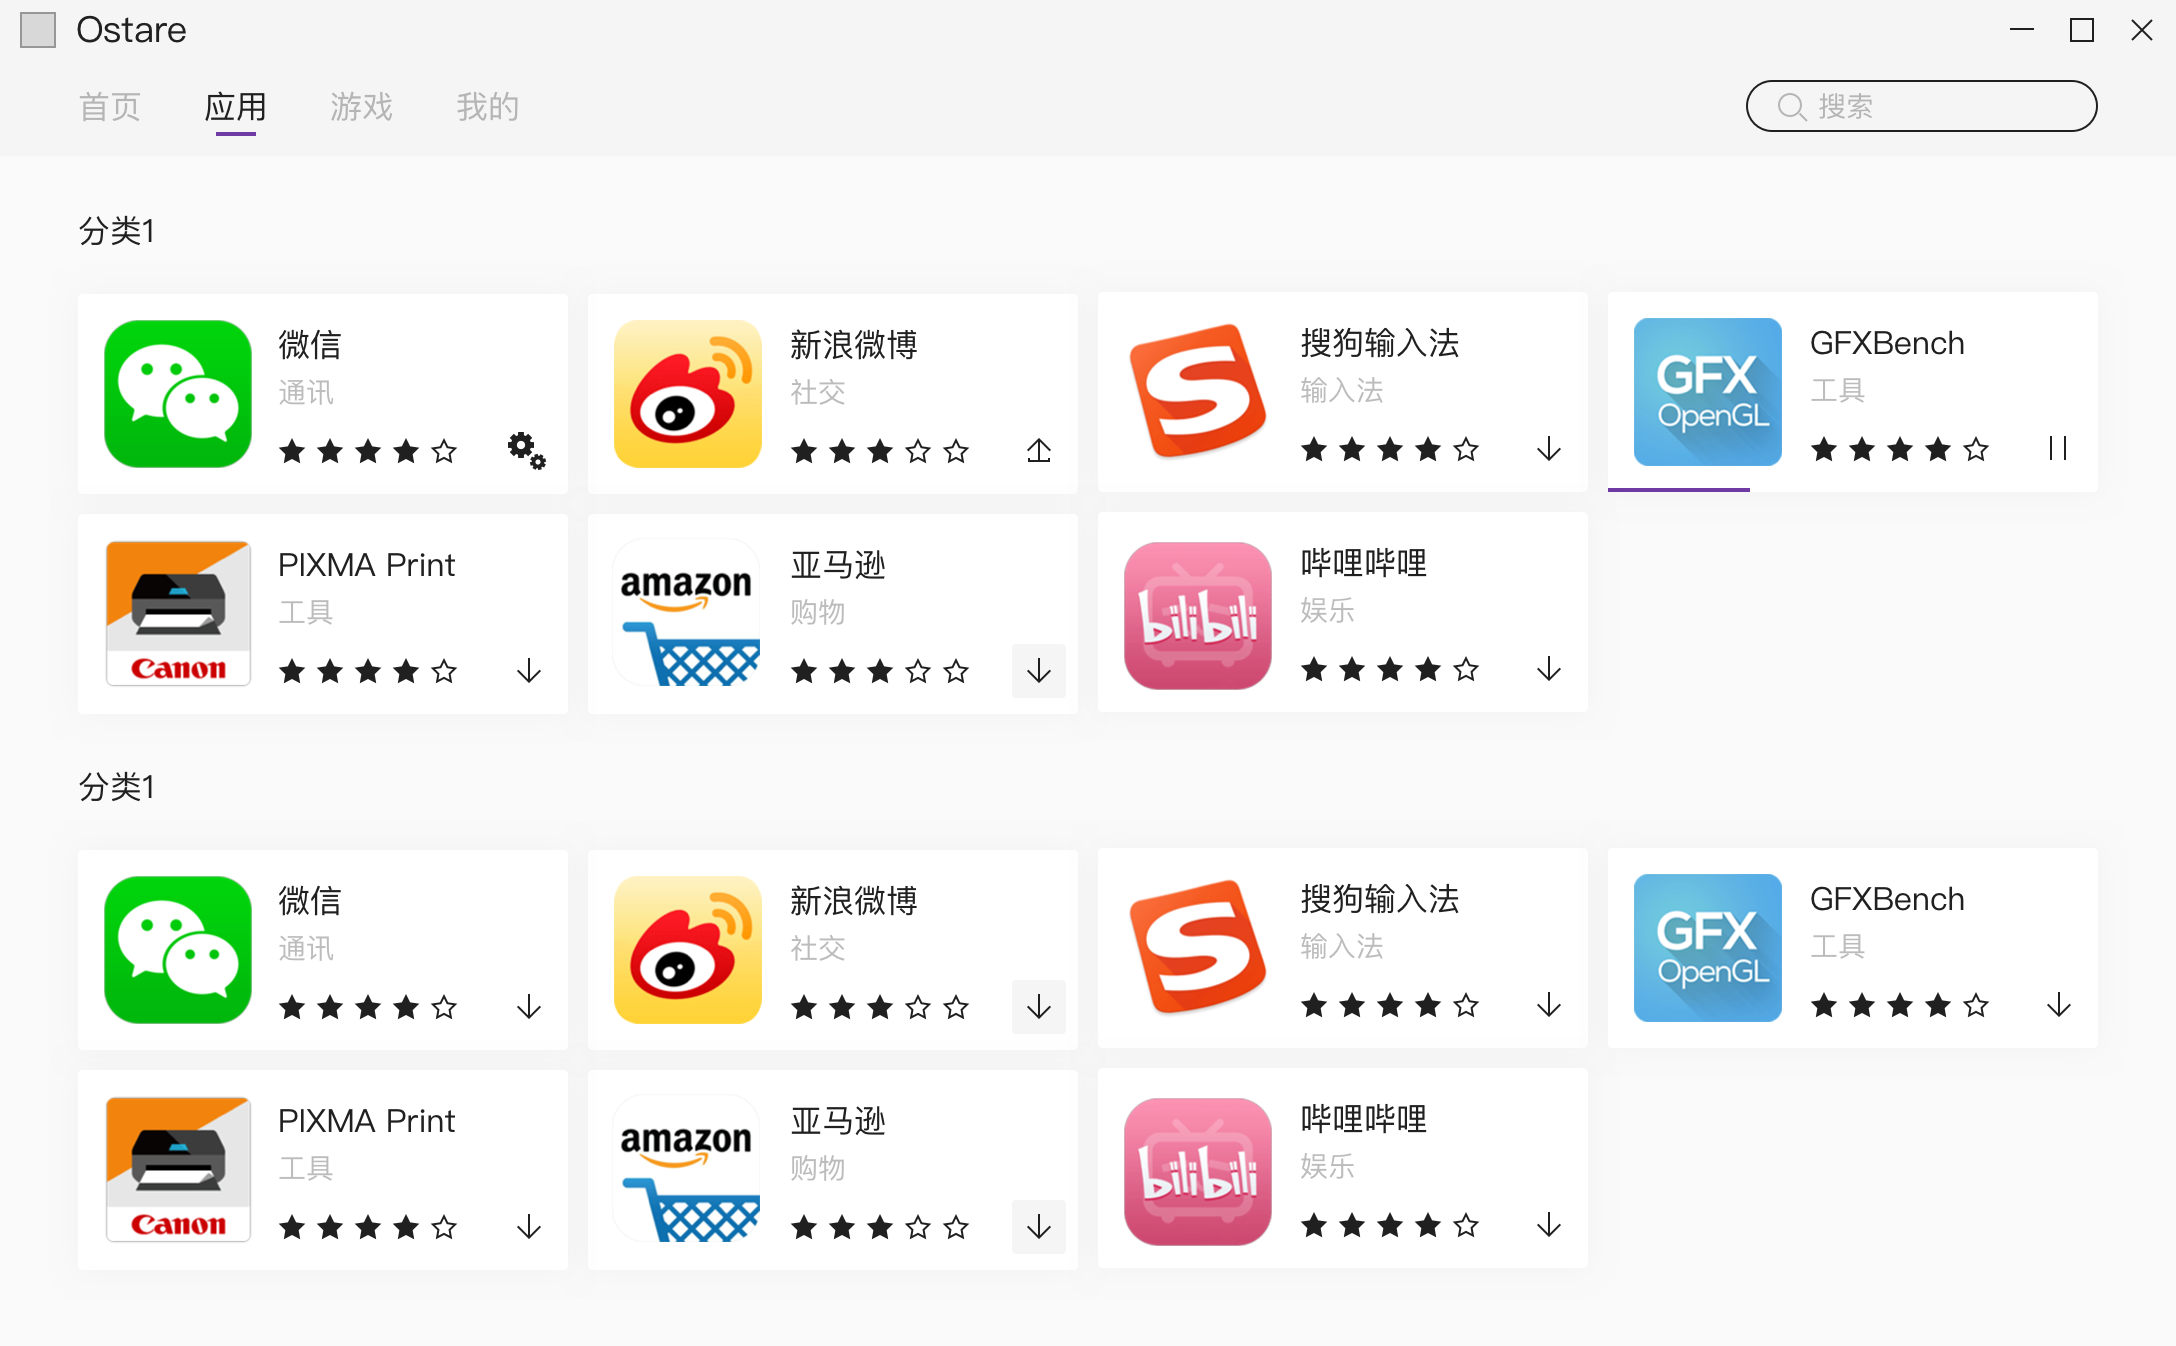 Ostare
首页 应用 游戏 我的 搜索
分类1
微信
通讯
新浪微博
社交
搜狗输入法
输入法
GFX
OpenGL
GFXBench
工具
Canon
PIXMA Print
工具
amazon
亚马逊
购物
bilibili
哔哩哔哩
娱乐
分类1
微信
通讯
新浪微博
社交
搜狗输入法
输入法
GFX
OpenGL
GFXBench
工具
Canon
PIXMA Print
工具
amazon
亚马逊
购物
bilibili
哔哩哔哩
娱乐